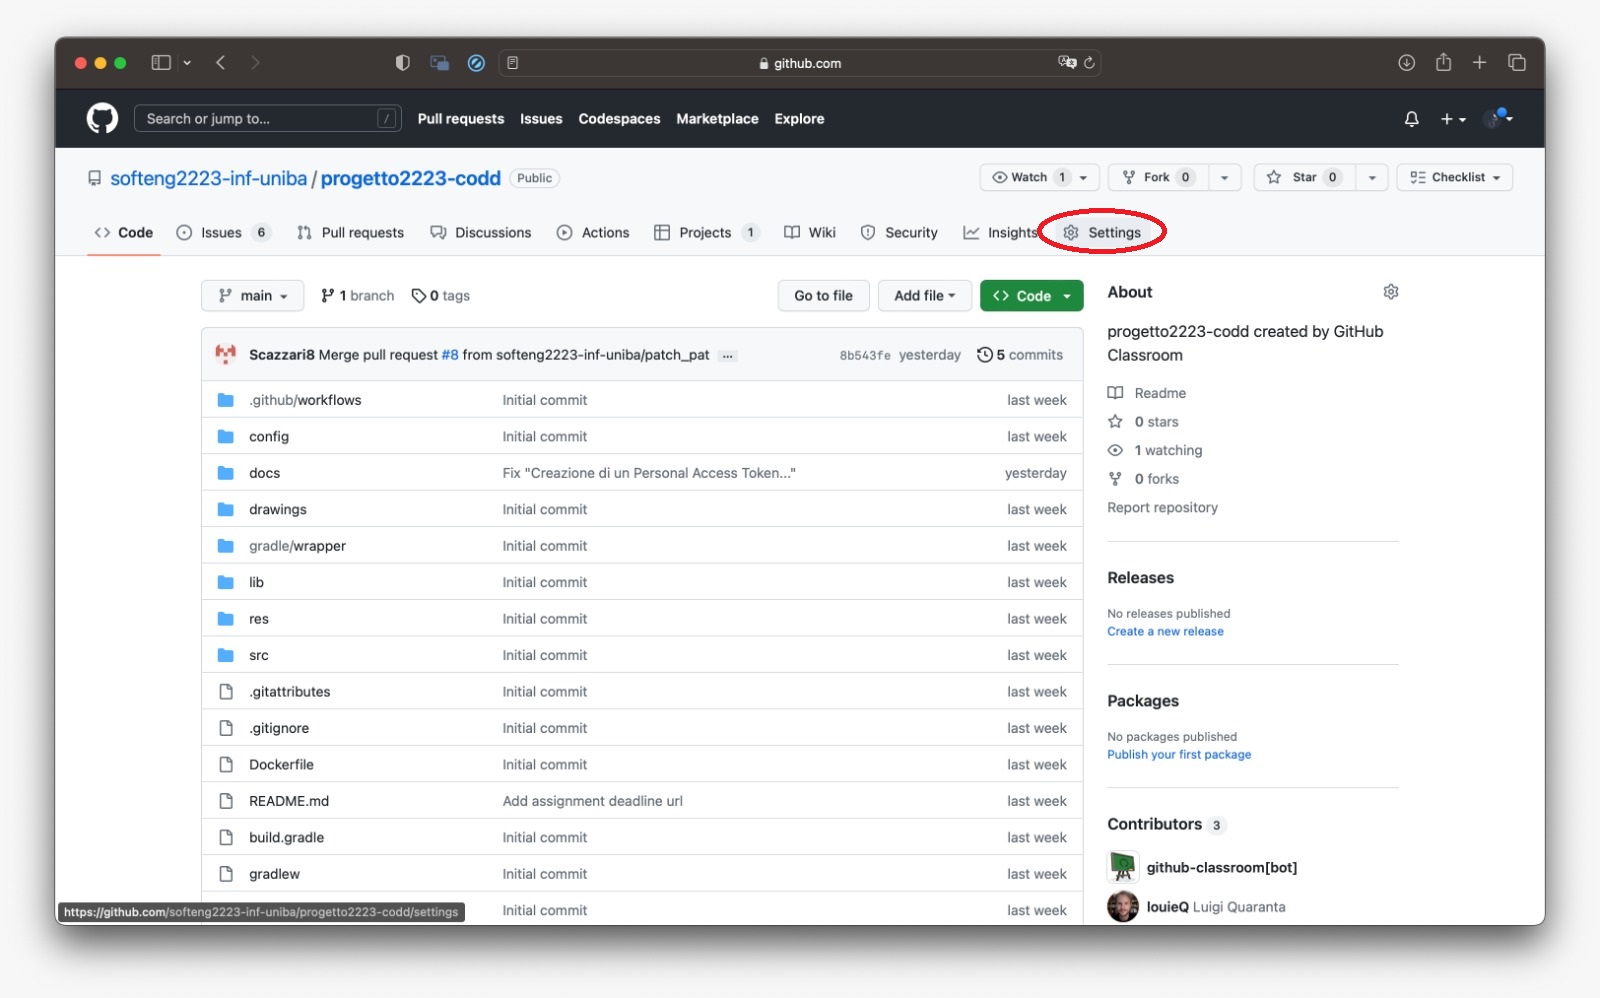 github.com
Search or jump to... /
Pull requests Issues Codespaces Marketplace Explore
softeng2223-inf-uniba / progetto2223-codd Public
Watch 1 Fork 0 Star 0 Checklist
Code Issues 6 Pull requests Discussions Actions Projects 1 Wiki Security Insights Settings
main 1 branch 0 tags Go to file Add file Code
Scazzari8 Merge pull request #8 from softeng2223-inf-uniba/patch_pat ... 8b543fe yesterday 5 commits
.github/workflows Initial commit last week
config Initial commit last week
docs Fix "Creazione di un Personal Access Token..." yesterday
drawings Initial commit last week
gradle/wrapper Initial commit last week
lib Initial commit last week
res Initial commit last week
src Initial commit last week
.gitattributes Initial commit last week
.gitignore Initial commit last week
Dockerfile Initial commit last week
README.md Add assignment deadline url last week
build.gradle Initial commit last week
gradlew Initial commit last week
Initial commit last week
https://github.com/softeng2223-inf-uniba/progetto2223-codd/settings
About
progetto2223-codd created by GitHub
Classroom
Readme
0 stars
1 watching
0 forks
Report repository
Releases
No releases published
Create a new release
Packages
No packages published
Publish your first package
Contributors 3
github-classroom[bot]
louieQ Luigi Quaranta